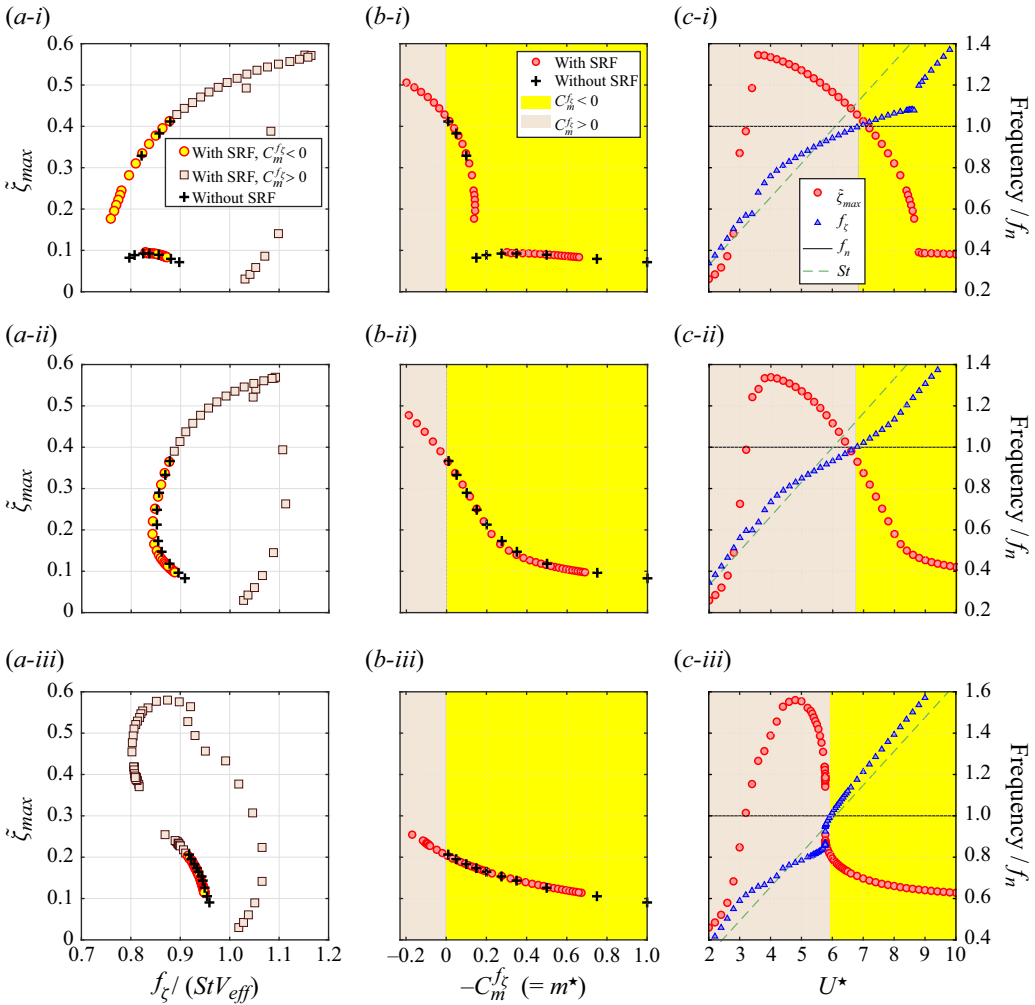 (a-i)
(b-i)
(c-i)
0.6
0.5
0.4
0.3
0.2
0.1
0
ζ̃max
With SRF, C_m^{f_ζ} < 0
With SRF, C_m^{f_ζ} > 0
Without SRF
With SRF
Without SRF
C_m^{f_ζ} < 0
C_m^{f_ζ} > 0
ζ̃max
f_ζ
f_n
St
1.4
1.2
1.0
0.8
0.6
0.4
0.2
Frequency / f_n
(a-ii)
(b-ii)
(c-ii)
0.6
0.5
0.4
0.3
0.2
0.1
0
ζ̃max
1.4
1.2
1.0
0.8
0.6
0.4
0.2
Frequency / f_n
(a-iii)
(b-iii)
(c-iii)
0.6
0.5
0.4
0.3
0.2
0.1
0
ζ̃max
1.6
1.4
1.2
1.0
0.8
0.6
0.4
Frequency / f_n
0.7 0.8 0.9 1.0 1.1 1.2
−0.2 0 0.2 0.4 0.6 0.8 1.0
2 3 4 5 6 7 8 9 10
f_ζ / (StV_eff)
−C_m^{f_ζ} (= m★)
U★